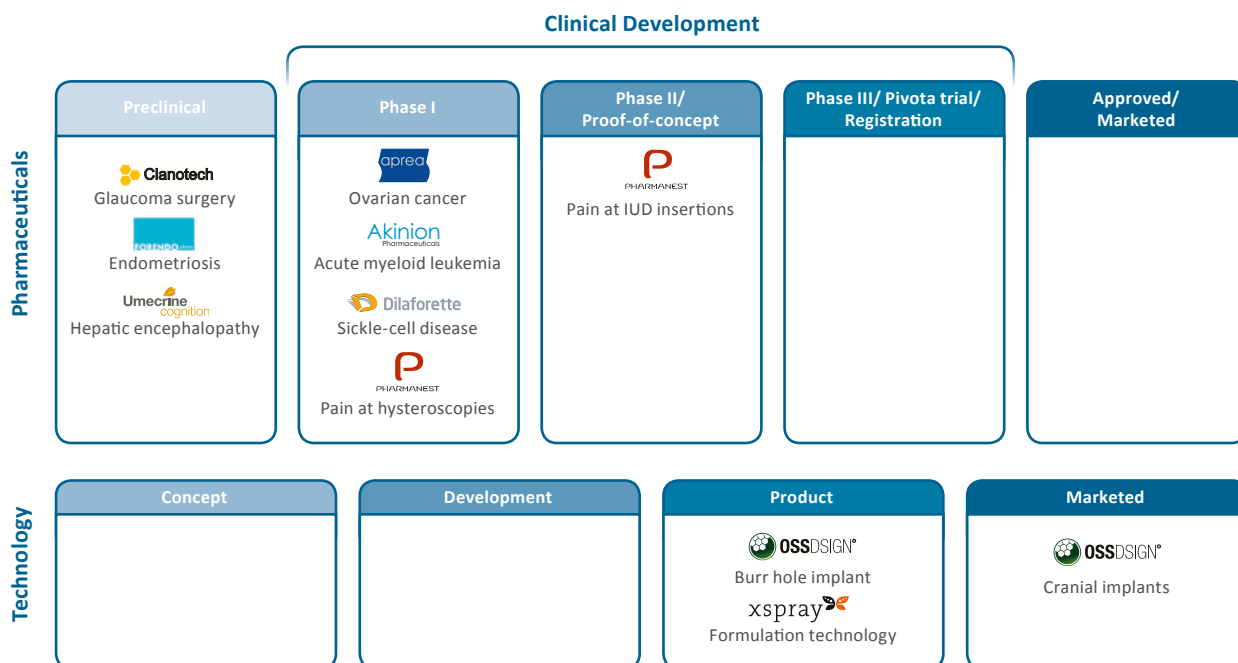 Clinical Development
Pharmaceuticals
Preclinical
Clanotech
Glaucoma surgery
FORENDO
Endometriosis
Umecrine
cognition
Hepatic encephalopathy
Phase I
aprea
Ovarian cancer
Akinion
Pharmaceuticals
Acute myeloid leukemia
Dilaforette
Sickle-cell disease
PHARMANEST
Pain at hysteroscopies
Phase II/
Proof-of-concept
PHARMANEST
Pain at IUD insertions
Phase III/ Pivota trial/
Registration
Approved/
Marketed
Technology
Concept
Development
Product
OSSDSIGN®
Burr hole implant
xspray
Formulation technology
Marketed
OSSDSIGN®
Cranial implants